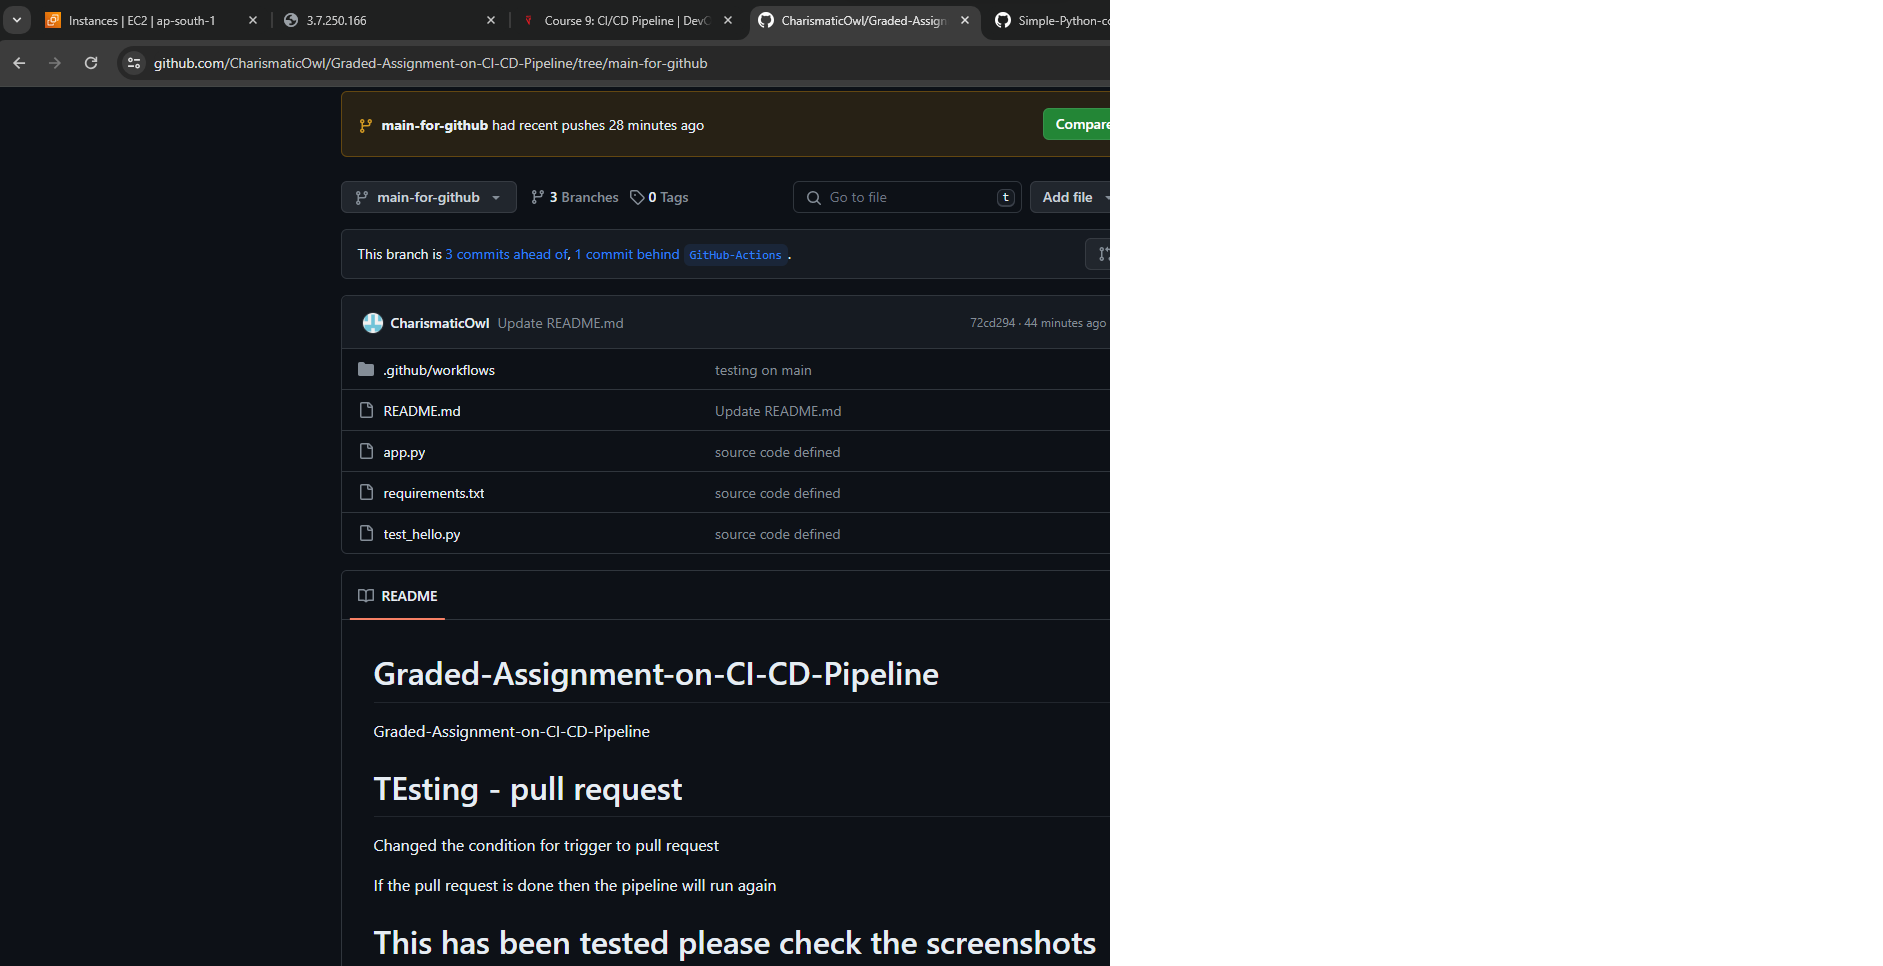 Instances | EC2 | ap-south-1
3.7.250.166
Course 9: CI/CD Pipeline | Dev
CharismaticOwl/Graded-Assign
Simple-Python-c
github.com/CharismaticOwl/Graded-Assignment-on-CI-CD-Pipeline/tree/main-for-github
main-for-github had recent pushes 28 minutes ago
Compare
main-for-github
3 Branches
0 Tags
Go to file
t
Add file
This branch is 3 commits ahead of, 1 commit behind GitHub-Actions .
CharismaticOwl Update README.md
72cd294 · 44 minutes ago
.github/workflows testing on main
README.md Update README.md
app.py source code defined
requirements.txt source code defined
test_hello.py source code defined
README
Graded-Assignment-on-CI-CD-Pipeline
Graded-Assignment-on-CI-CD-Pipeline
TEsting - pull request
Changed the condition for trigger to pull request
If the pull request is done then the pipeline will run again
This has been tested please check the screenshots